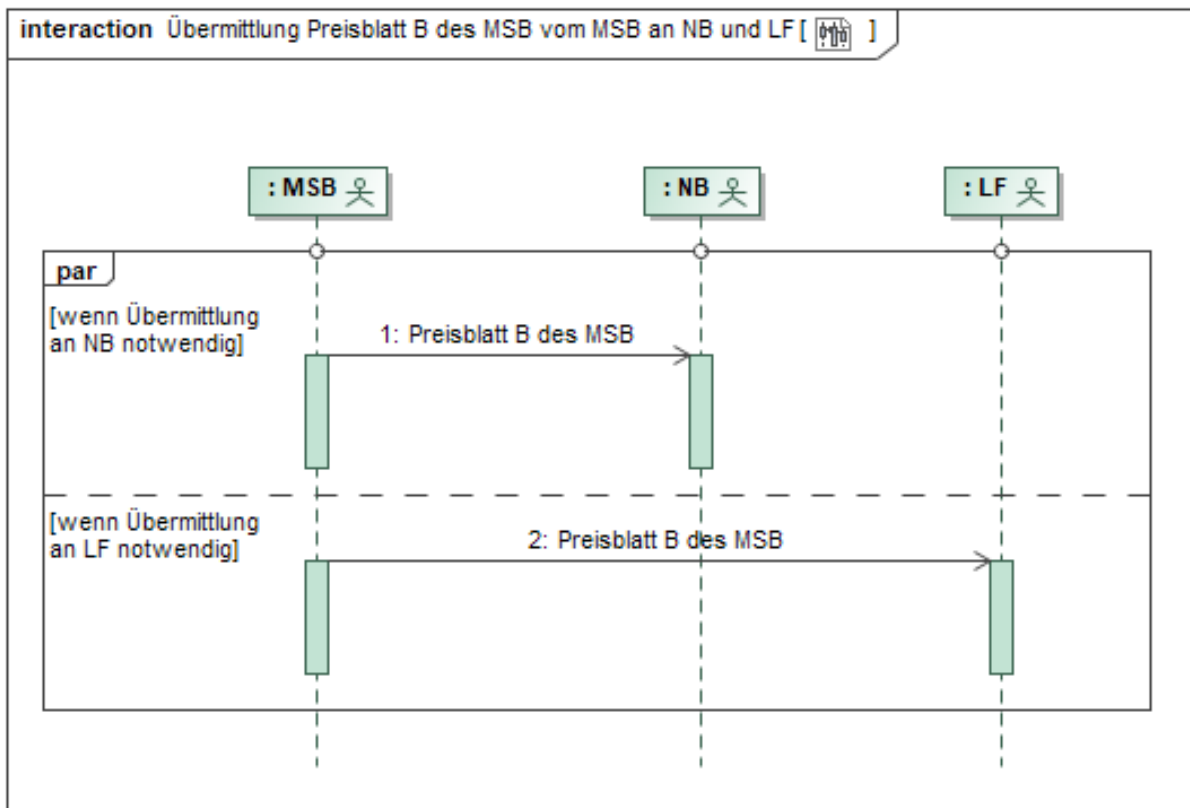 interaction Übermittlung Preisblatt B des MSB vom MSB an NB und LF [ ]
: MSB
: NB
: LF
par
[wenn Übermittlung
an NB notwendig]
1: Preisblatt B des MSB
[wenn Übermittlung
an LF notwendig]
2: Preisblatt B des MSB